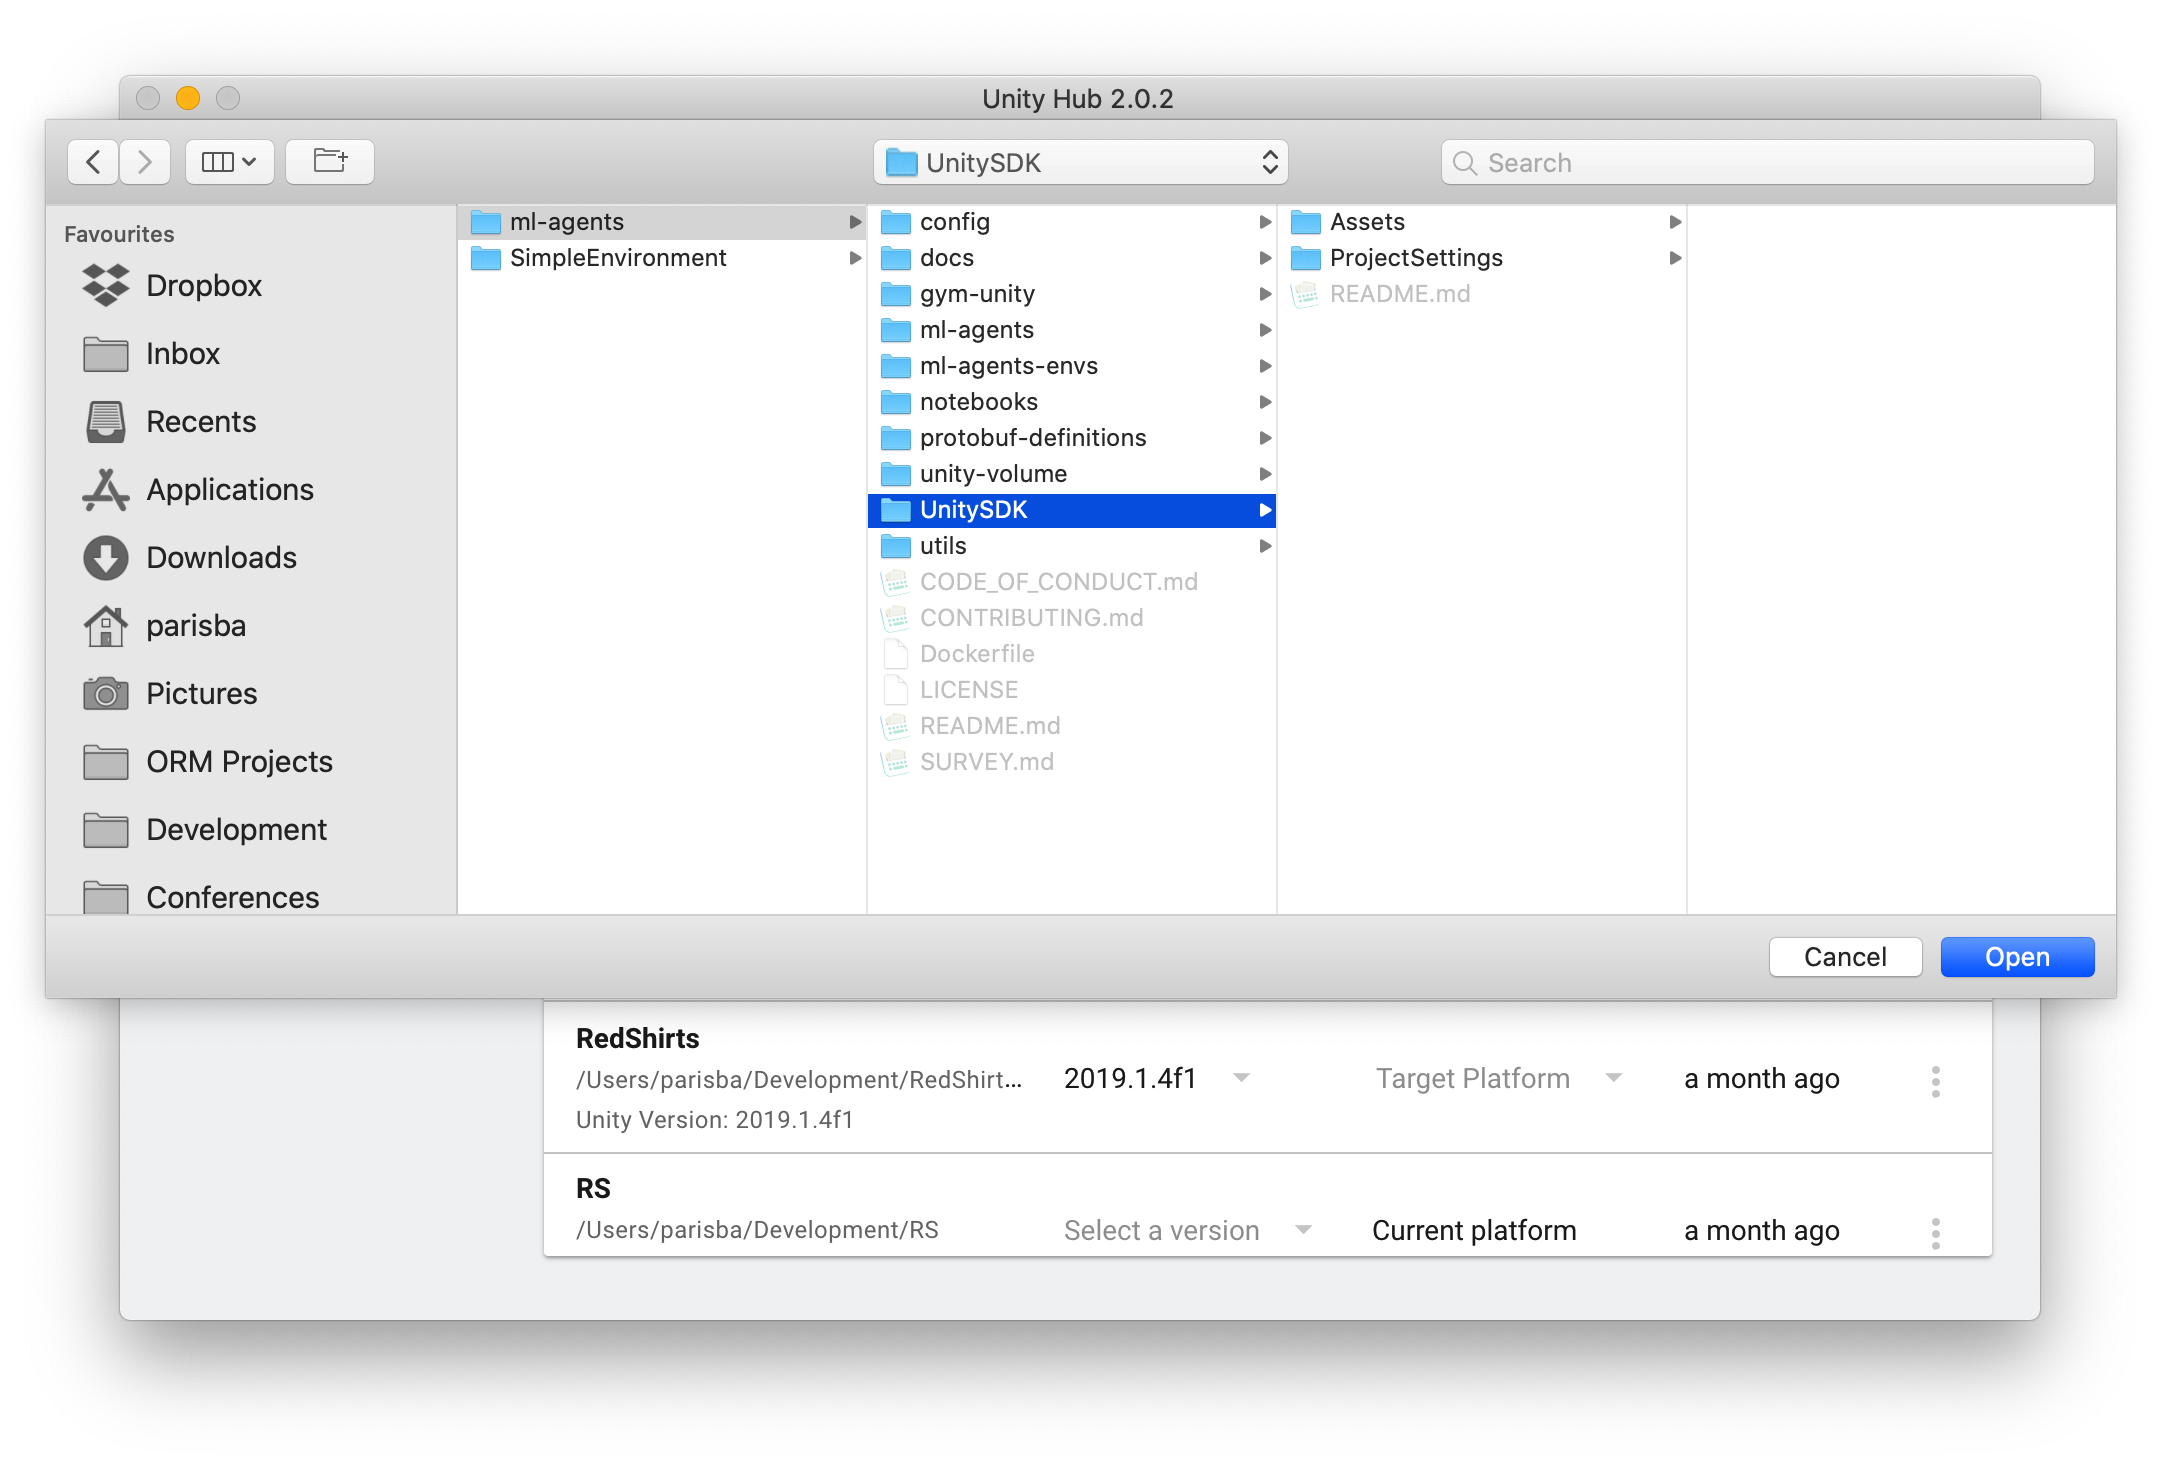 Unity Hub 2.0.2
UnitySDK
Search
Favourites
Dropbox
Inbox
Recents
Applications
Downloads
parisba
Pictures
ORM Projects
Development
Conferences
ml-agents
SimpleEnvironment
config
docs
gym-unity
ml-agents
ml-agents-envs
notebooks
protobuf-definitions
unity-volume
UnitySDK
utils
CODE_OF_CONDUCT.md
CONTRIBUTING.md
Dockerfile
LICENSE
README.md
SURVEY.md
Assets
ProjectSettings
README.md
Cancel
Open
RedShirts
/Users/parisba/Development/RedShirt...
Unity Version: 2019.1.4f1
2019.1.4f1
Target Platform
a month ago
RS
/Users/parisba/Development/RS
Select a version
Current platform
a month ago